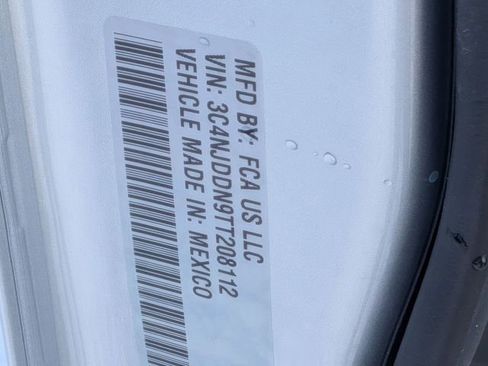 MFD BY: FCA US LLC
VIN: 3C4NJDDN9TT208112
VEHICLE MADE IN: MEXICO